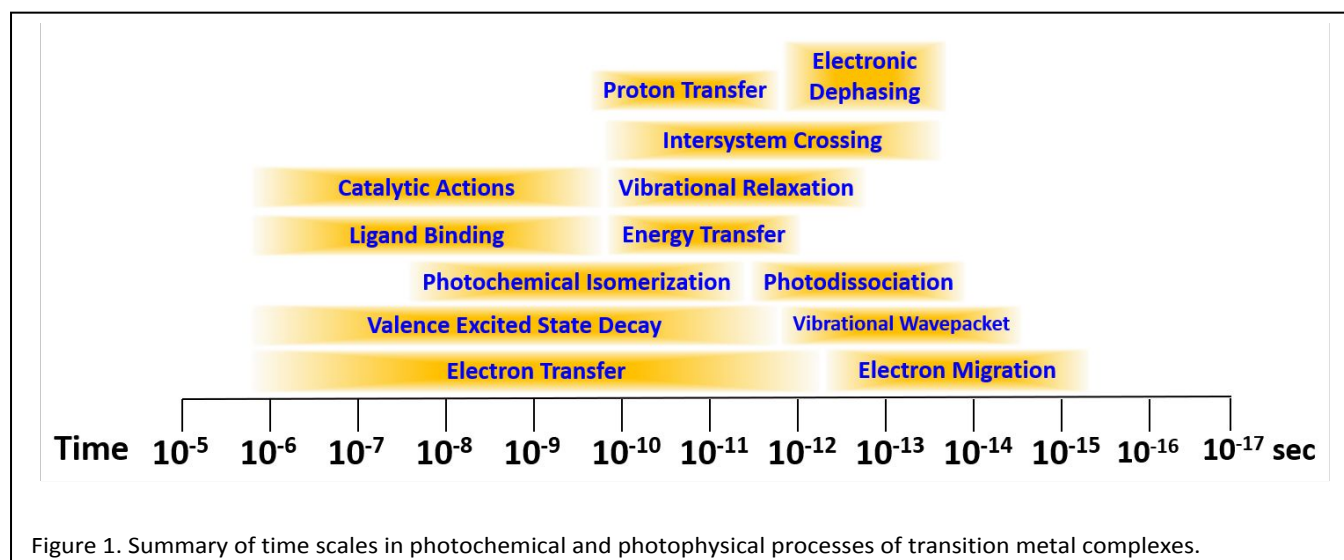 Electronic
Dephasing
Proton Transfer
Intersystem Crossing
Catalytic Actions Vibrational Relaxation
Ligand Binding Energy Transfer
Photochemical Isomerization Photodissociation
Valence Excited State Decay Vibrational Wavepacket
Electron Transfer Electron Migration
Time 10⁻⁵ 10⁻⁶ 10⁻⁷ 10⁻⁸ 10⁻⁹ 10⁻¹⁰ 10⁻¹¹ 10⁻¹² 10⁻¹³ 10⁻¹⁴ 10⁻¹⁵ 10⁻¹⁶ 10⁻¹⁷ sec
Figure 1. Summary of time scales in photochemical and photophysical processes of transition metal complexes.